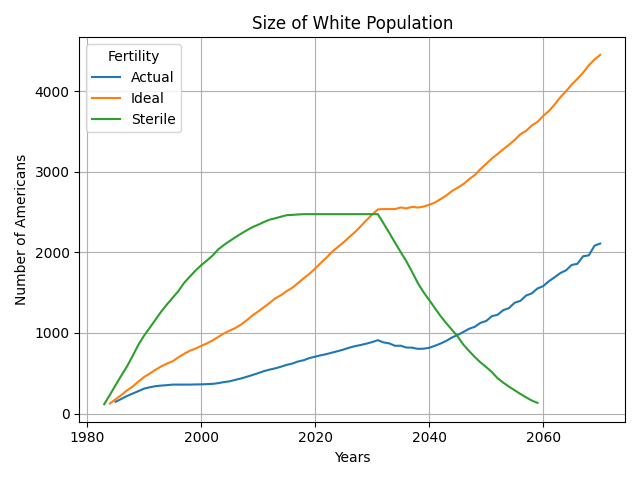 Size of White Population
Fertility
Actual
Ideal
Sterile
Number of Americans
4000
3000
2000
1000
0
1980
2000
2020
2040
2060
Years